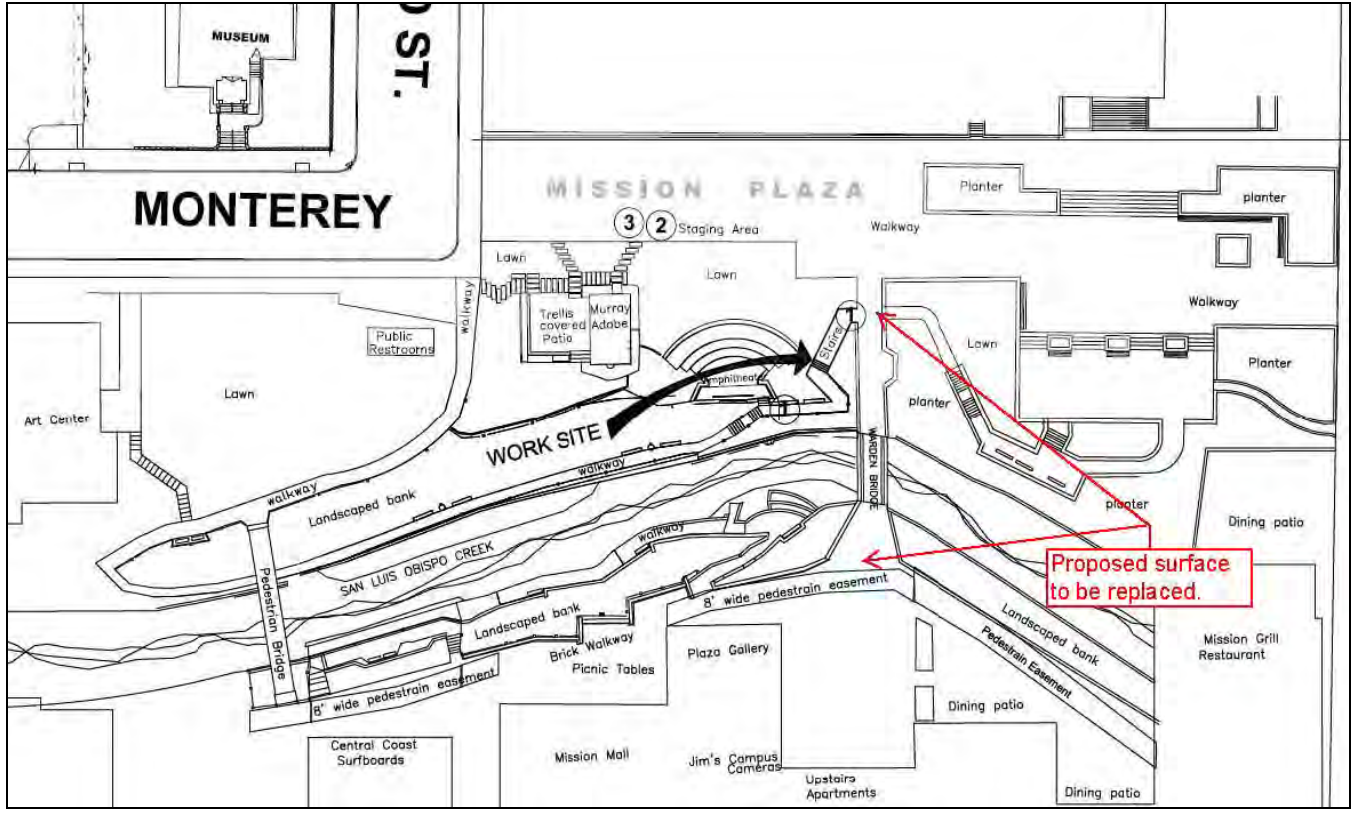 MUSEUM
O ST.
MONTEREY
MISSION PLAZA
3
2
Staging Area
Walkway
Planter
planter
Lawn
Lawn
walkway
Trellis
covered
Patio
Murray
Adobe
Public
Restrooms
Stairs
1
Lawn
Walkway
Planter
Lawn
Art Center
Amphitheat
1
planter
WORK SITE
walkway
WARDEN BRIDGE
walkway
Landscaped bank
planter
Dining patio
SAN LUIS OBISPO CREEK
walkway
Proposed surface
to be replaced.
Pedestrian Bridge
8' wide pedestrain easement
Landscaped bank
Landscaped bank
Pedestrain Easement
Brick Walkway
Picnic Tables
Plaza Gallery
Mission Grill
Restaurant
8' wide pedestrain easement
Dining patio
Central Coast
Surfboards
Mission Mall
Jim's Campus
Cameras
Upstairs
Apartments
Dining patio